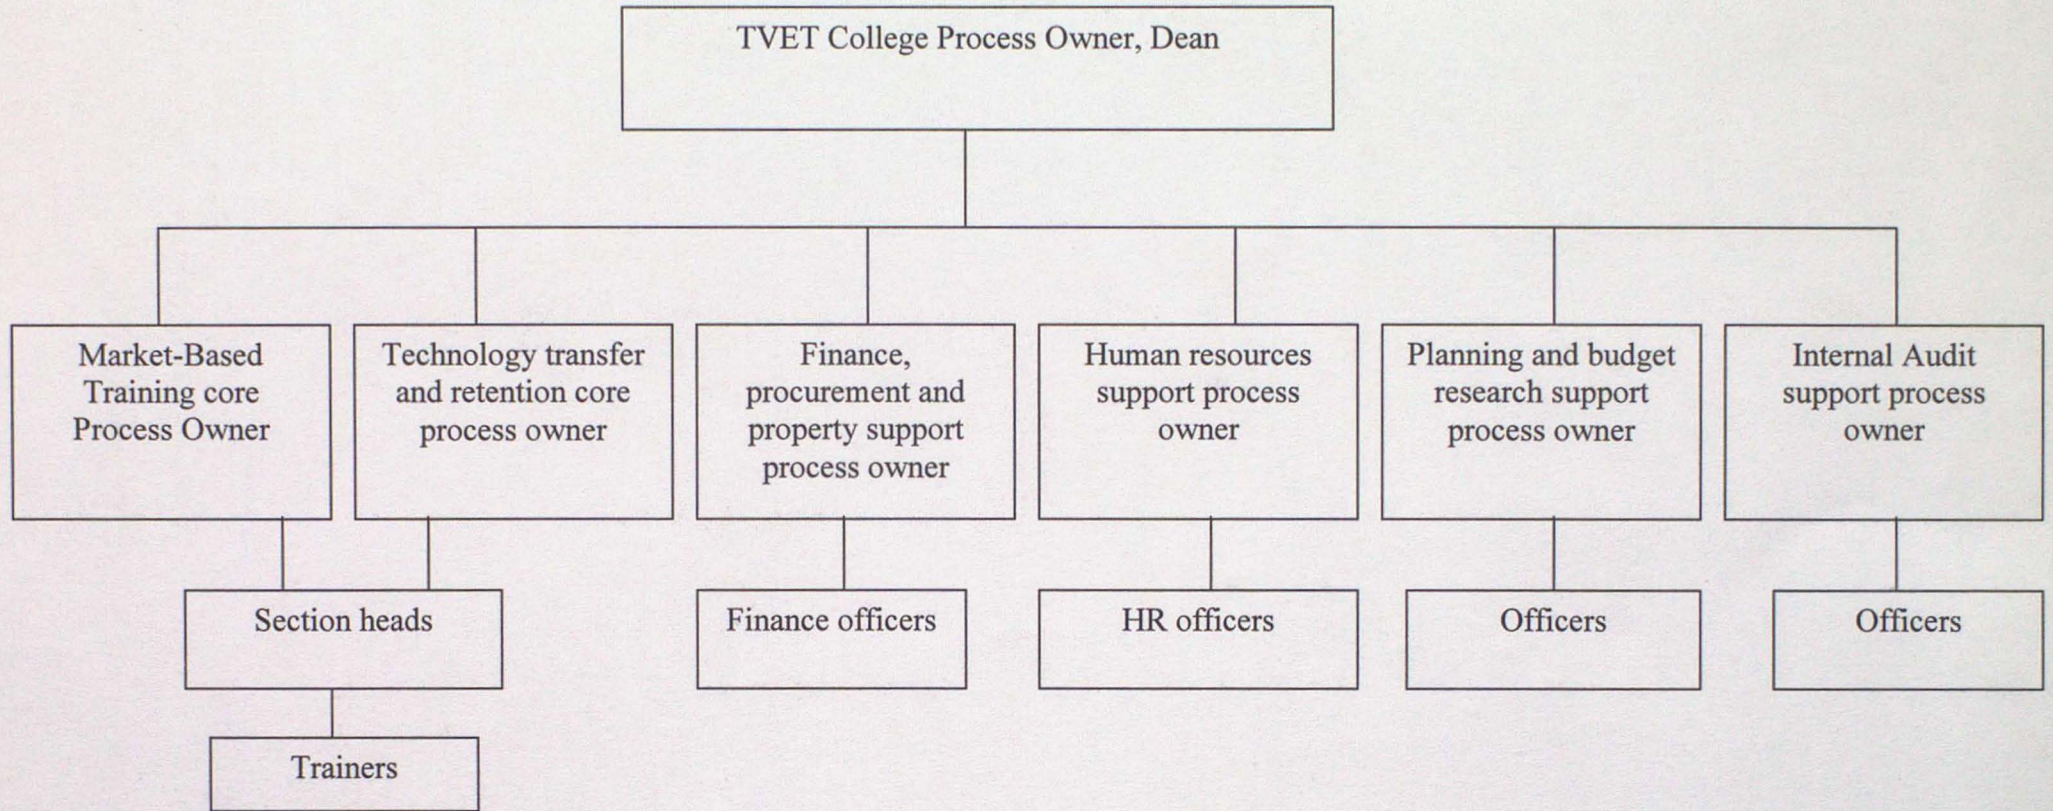 TVET College Process Owner, Dean
Market-Based
Training core
Process Owner
Technology transfer
and retention core
process owner
Finance,
procurement and
property support
process owner
Human resources
support process
owner
Planning and budget
research support
process owner
Internal Audit
support process
owner
Section heads
Finance officers
HR officers
Officers
Officers
Trainers